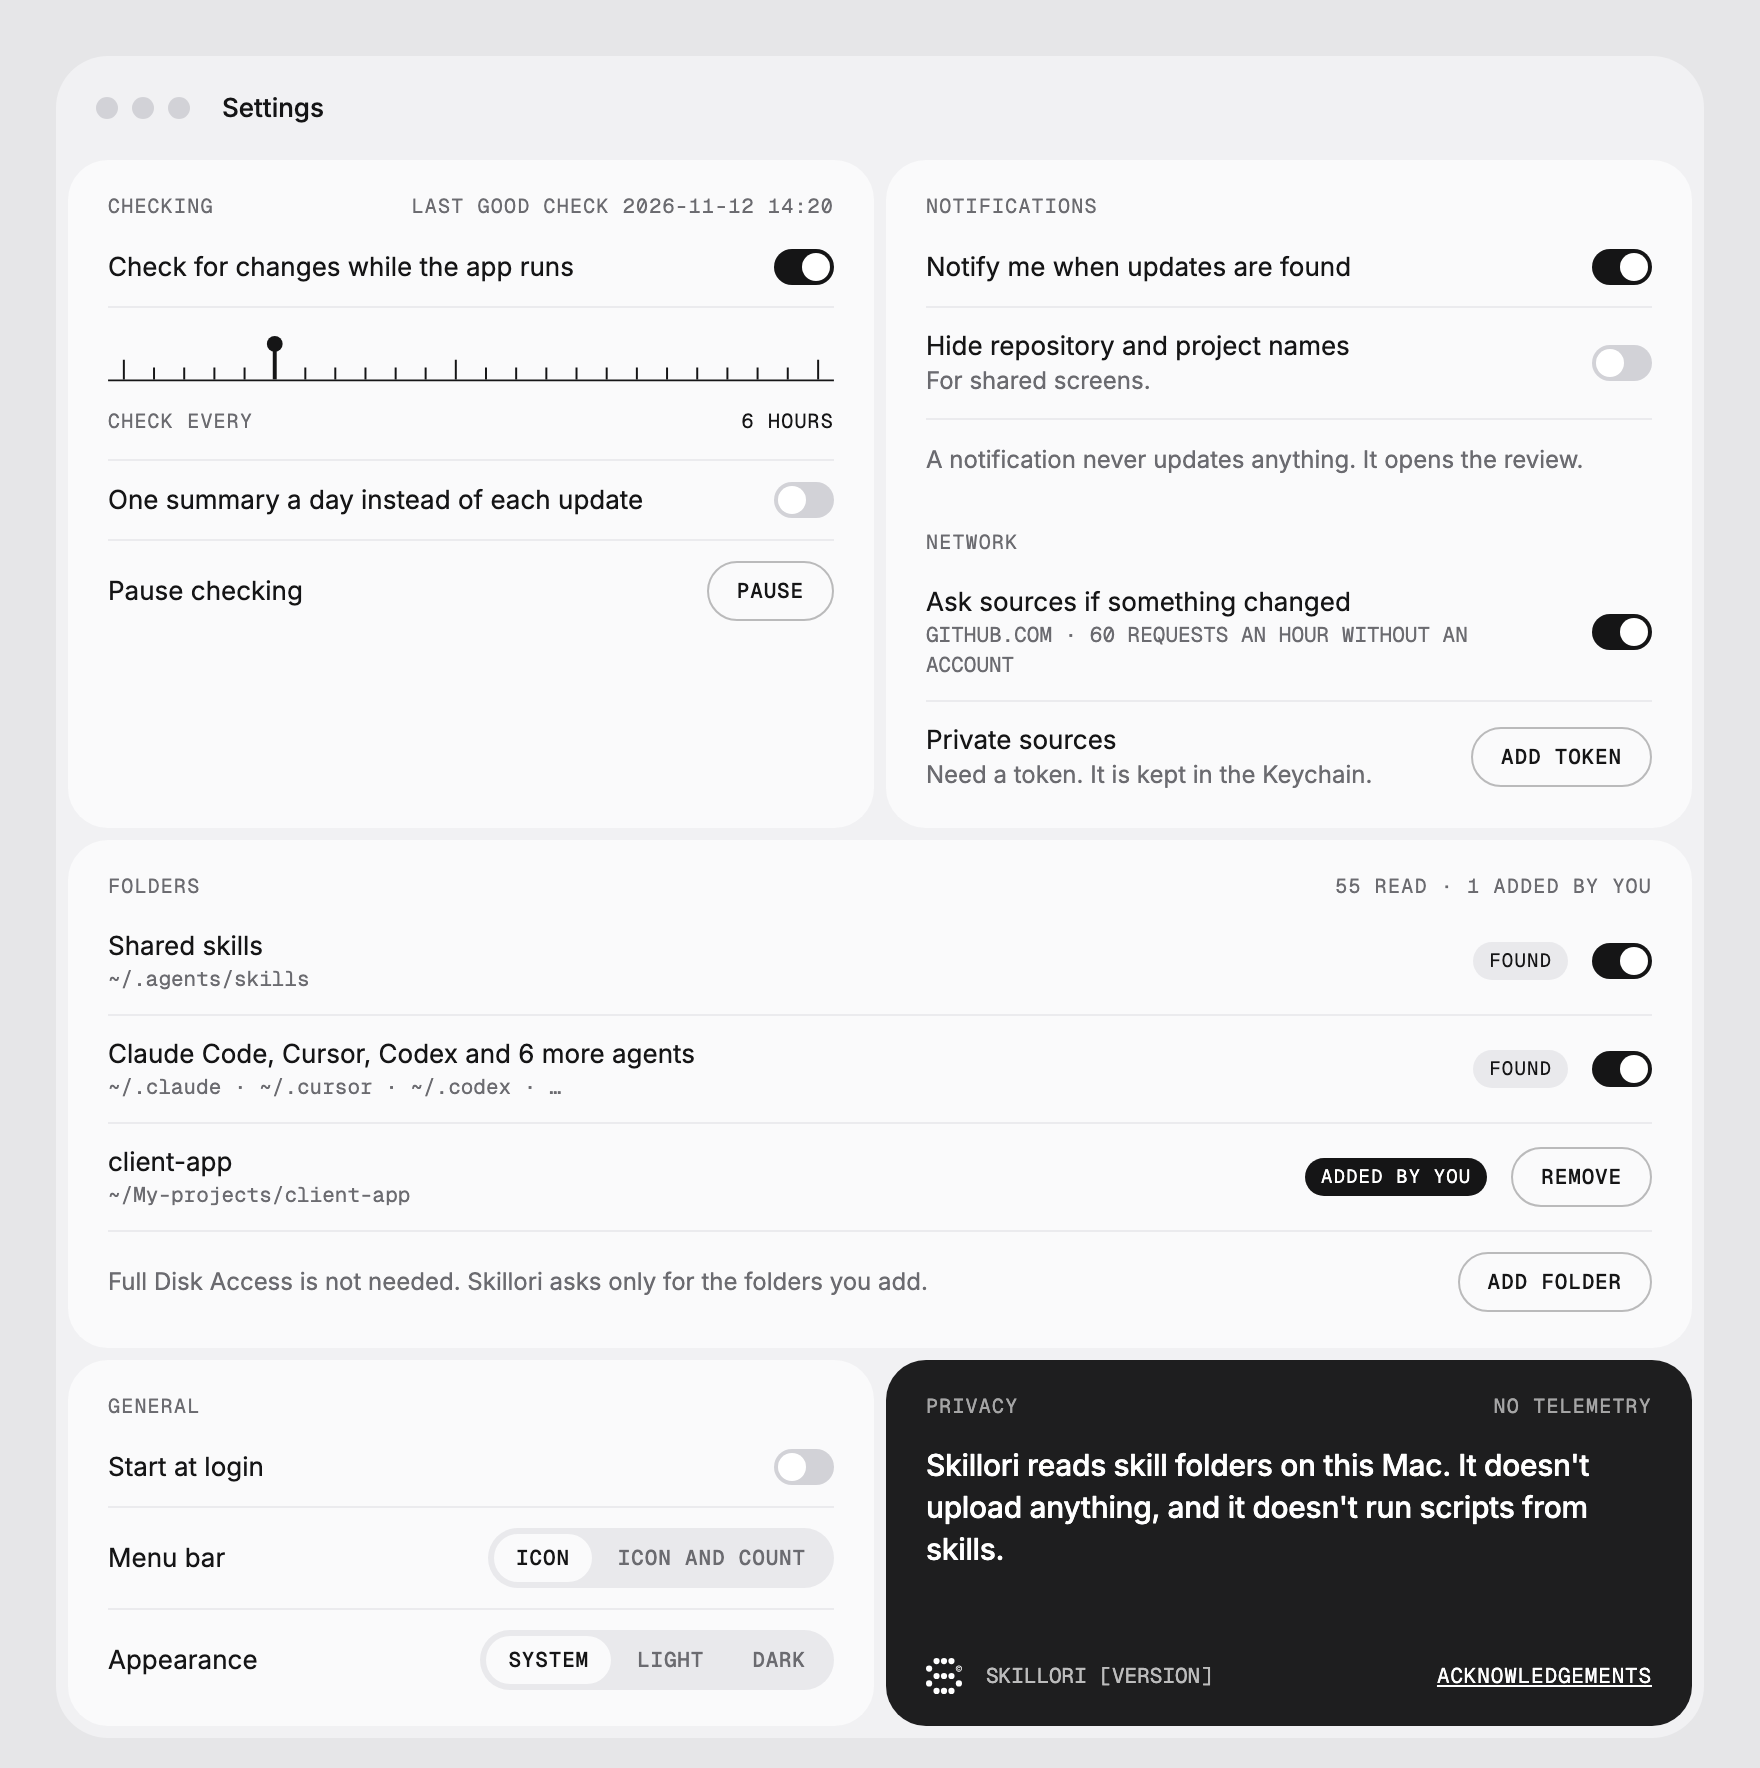 Settings
CHECKING
LAST GOOD CHECK 2026-11-12 14:20
Check for changes while the app runs
CHECK EVERY
6 HOURS
One summary a day instead of each update
Pause checking
PAUSE
NOTIFICATIONS
Notify me when updates are found
Hide repository and project names
For shared screens.
A notification never updates anything. It opens the review.
NETWORK
Ask sources if something changed
GITHUB.COM · 60 REQUESTS AN HOUR WITHOUT AN
ACCOUNT
Private sources
Need a token. It is kept in the Keychain.
ADD TOKEN
FOLDERS
55 READ · 1 ADDED BY YOU
Shared skills
~/.agents/skills
FOUND
Claude Code, Cursor, Codex and 6 more agents
~/.claude · ~/.cursor · ~/.codex · …
FOUND
client-app
~/My-projects/client-app
ADDED BY YOU
REMOVE
Full Disk Access is not needed. Skillori asks only for the folders you add.
ADD FOLDER
GENERAL
Start at login
Menu bar
ICON
ICON AND COUNT
Appearance
SYSTEM
LIGHT
DARK
PRIVACY
NO TELEMETRY
Skillori reads skill folders on this Mac. It doesn't
upload anything, and it doesn't run scripts from
skills.
SKILLORI [VERSION]
ACKNOWLEDGEMENTS